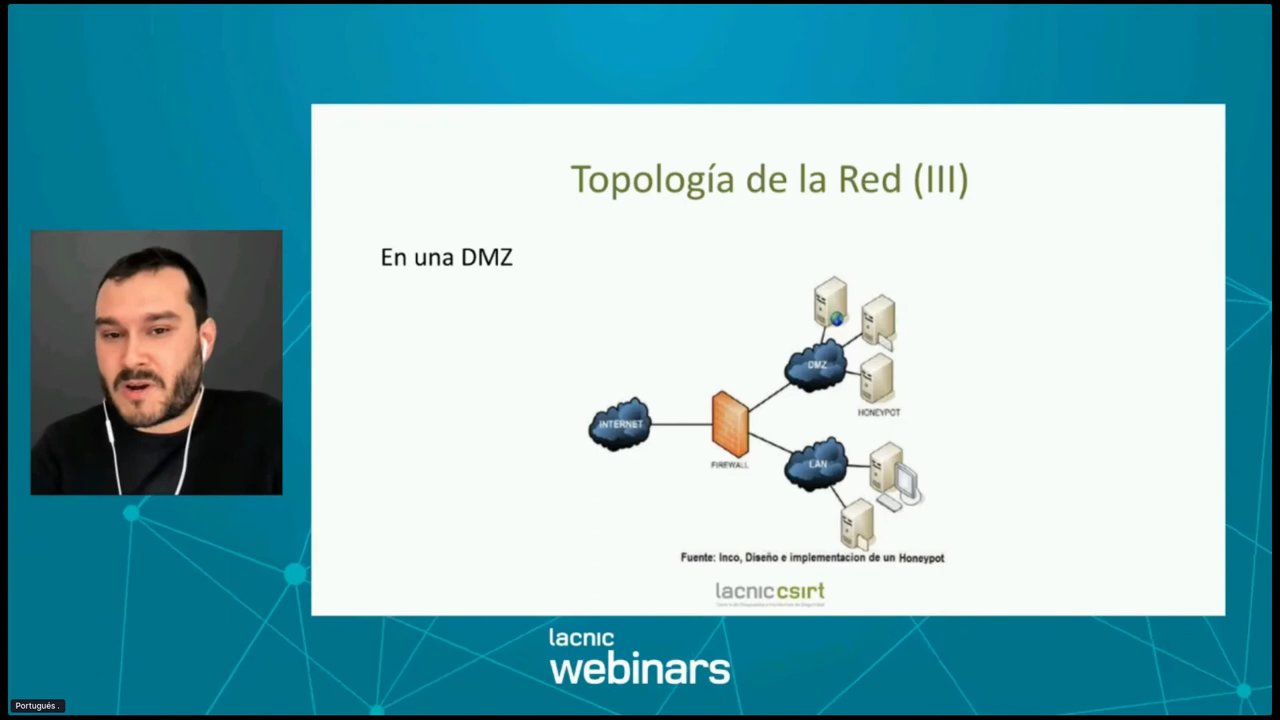 Topología de la Red (III)
En una DMZ
DMZ
HONEYPOT
INTERNET
FIREWALL
LAN
Fuente: Inco, Diseño e implementacion de un Honeypot
lacnic csirt
lacnic
webinars
Portugués .